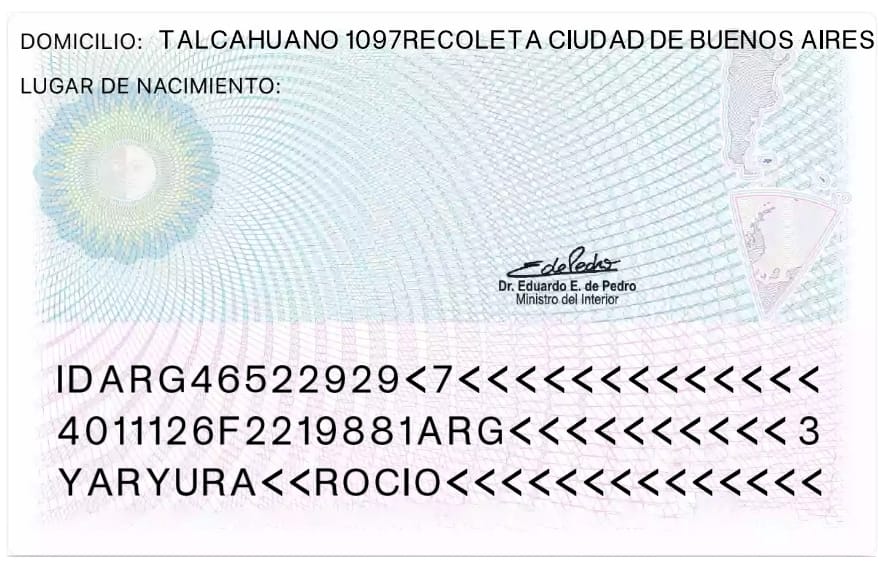 DOMICILIO: TALCAHUANO 1097RECOLETA CIUDAD DE BUENOS AIRES
LUGAR DE NACIMIENTO:
Dr. Eduardo E. de Pedro
Ministro del Interior
IDARG46522929<7<<<<<<<<<<<<<<
4011126F2219881ARG<<<<<<<<<<3
YARYURA<<ROCIO<<<<<<<<<<<<<<